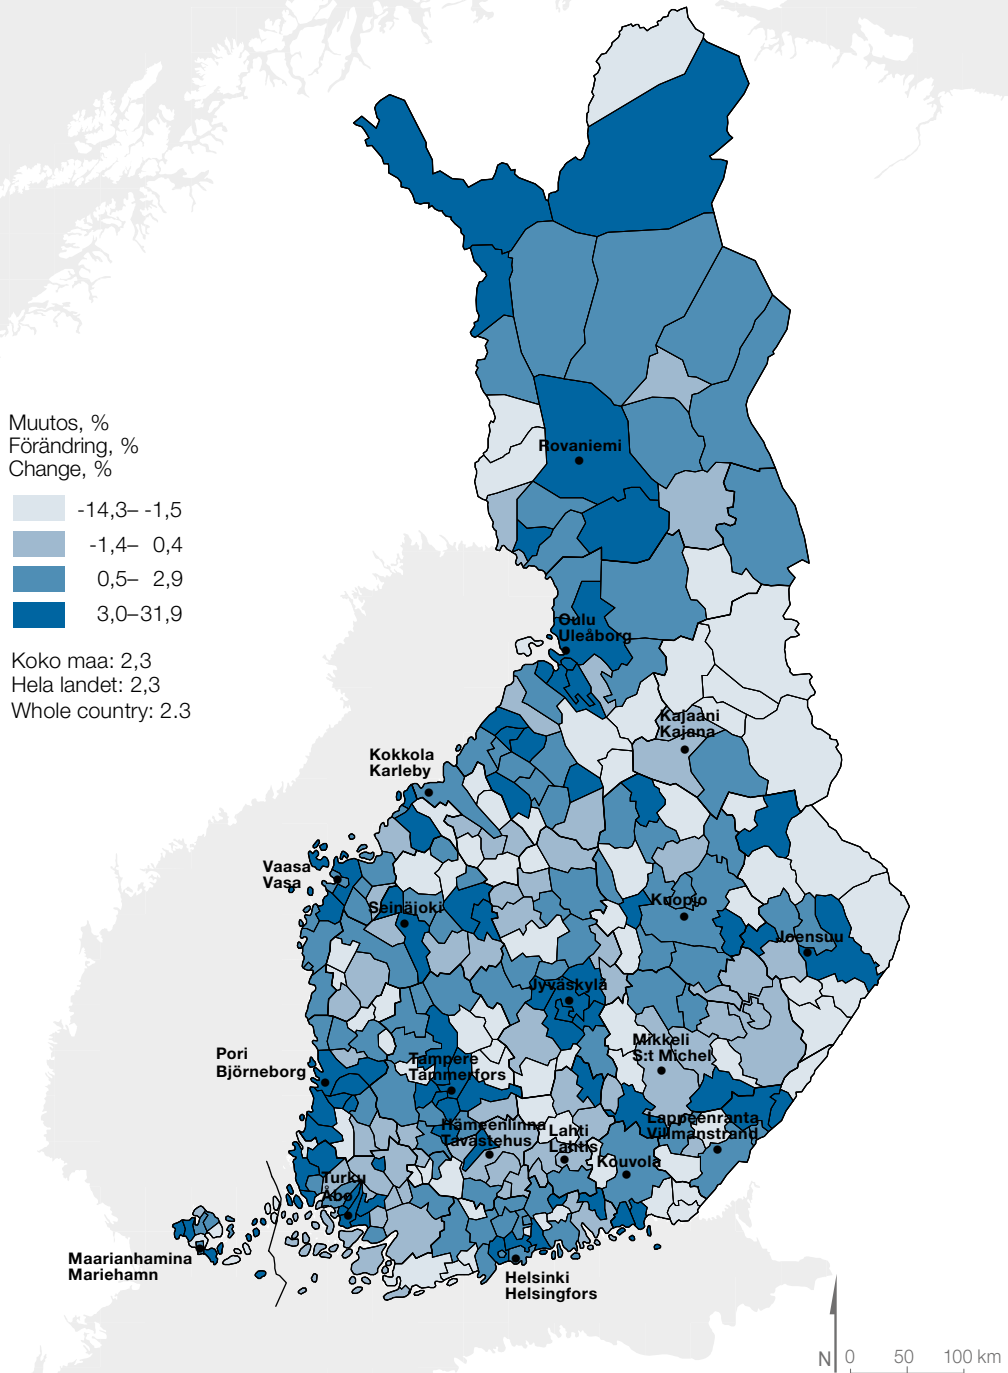 Rovaniemi
Muutos, %
Förändring, %
Change, %
-14,3– -1,5
-1,4– 0,4
0,5– 2,9
3,0–31,9
Koko maa: 2,3
Hela landet: 2,3
Whole country: 2.3
Oulu
Uleåborg
Kajaani
Kajana
Kokkola
Karleby
Vaasa
Vasa
Seinäjoki
Kuopio
Joensuu
Jyväskylä
Mikkeli
S:t Michel
Pori
Björneborg
Tampere
Tammerfors
Hämeenlinna
Tavastehus
Lahti
Lahtis
Lappeenranta
Villmanstrand
Kouvola
Turku
Åbo
Maarianhamina
Mariehamn
Helsinki
Helsingfors
N 0 50 100 km